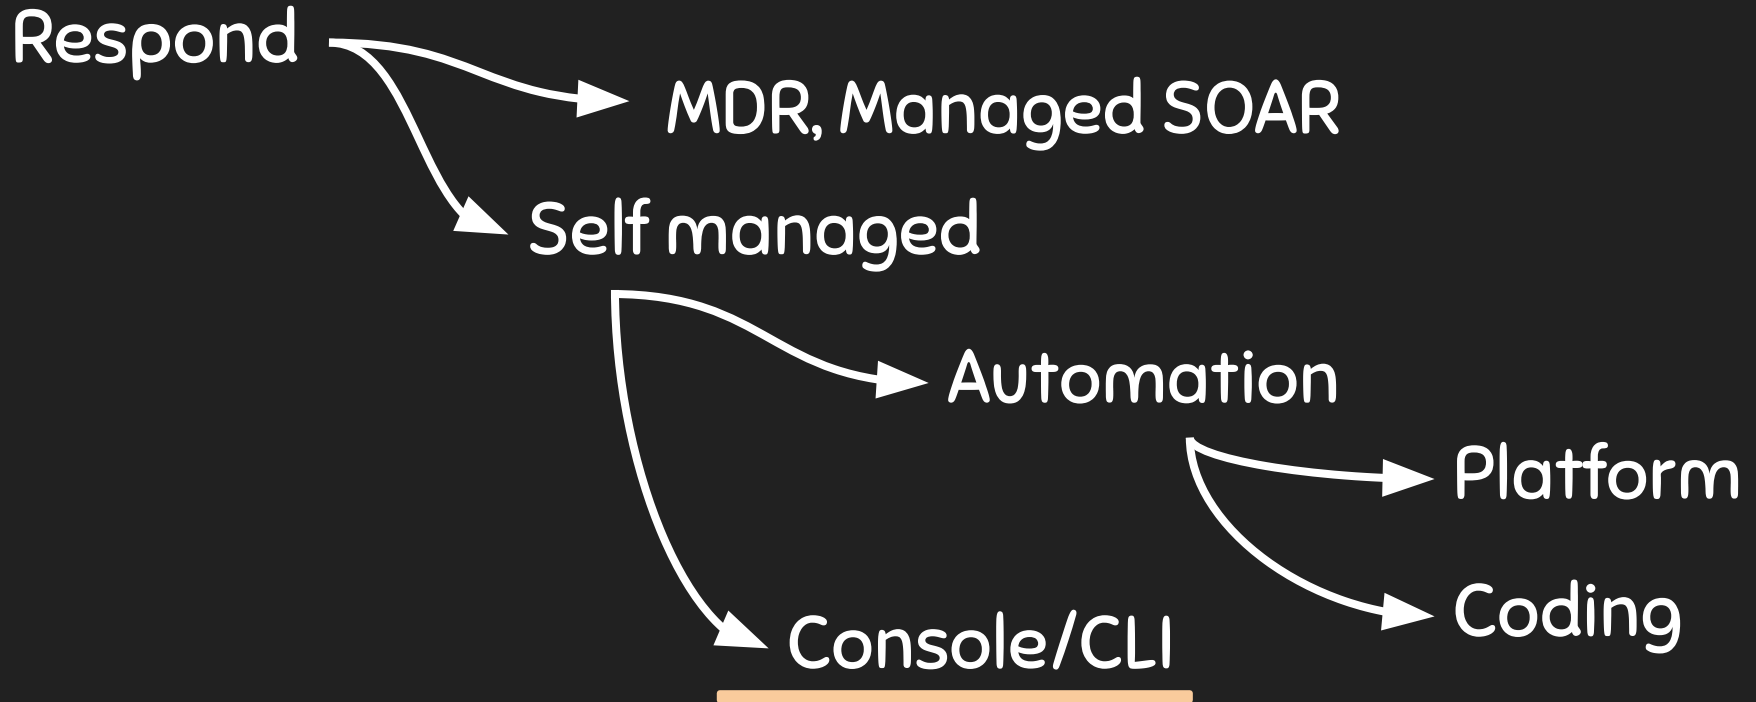 Respond
MDR, Managed SOAR
Self managed
Automation
Platform
Coding
Console/CLI